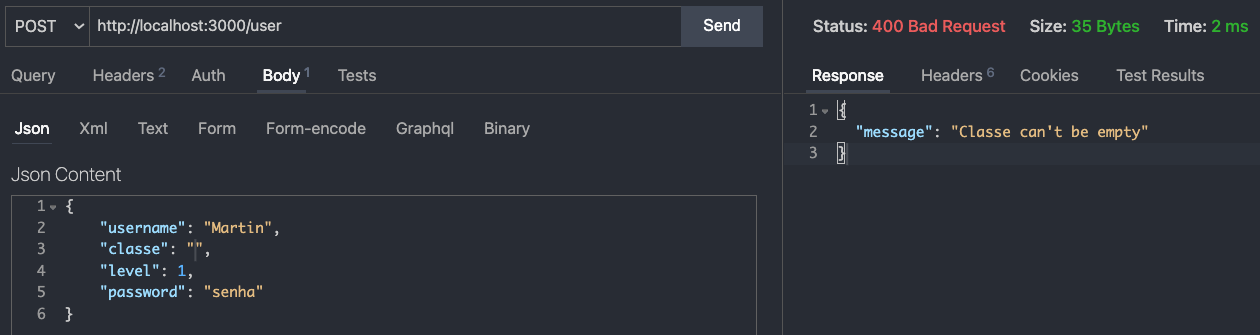 POST http://localhost:3000/user Send
Query Headers 2 Auth Body 1 Tests
Json Xml Text Form Form-encode Graphql Binary
Json Content
1 {
2 "username": "Martin",
3 "classe": "",
4 "level": 1,
5 "password": "senha"
6 }
Status: 400 Bad Request Size: 35 Bytes Time: 2 ms
Response Headers 6 Cookies Test Results
1 {
2 "message": "Classe can't be empty"
3 }